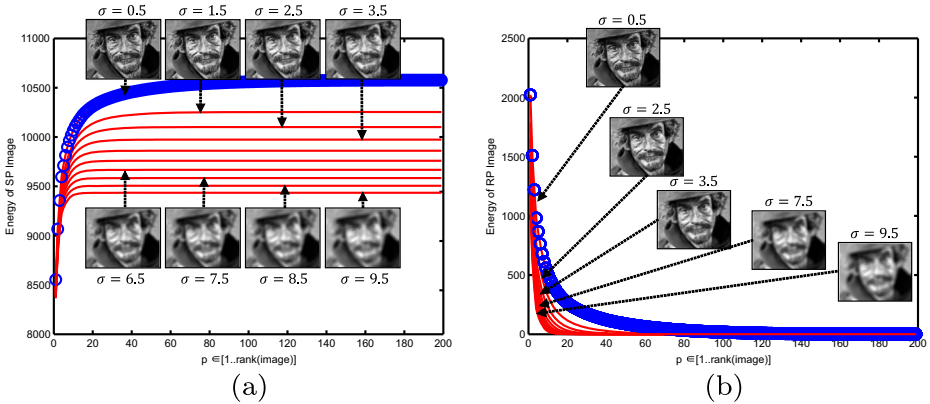 σ = 0.5 σ = 1.5 σ = 2.5 σ = 3.5
11000
10500
10000
9500
9000
8500
8000
Energy of SP Image
σ = 6.5 σ = 7.5 σ = 8.5 σ = 9.5
0 20 40 60 80 100 120 140 160 180 200
p ∈[1..rank(image)]
(a)
σ = 0.5
σ = 2.5
σ = 3.5
σ = 7.5
σ = 9.5
2500
2000
1500
1000
500
0
Energy of RP Image
0 20 40 60 80 100 120 140 160 180 200
p ∈[1..rank(image)]
(b)